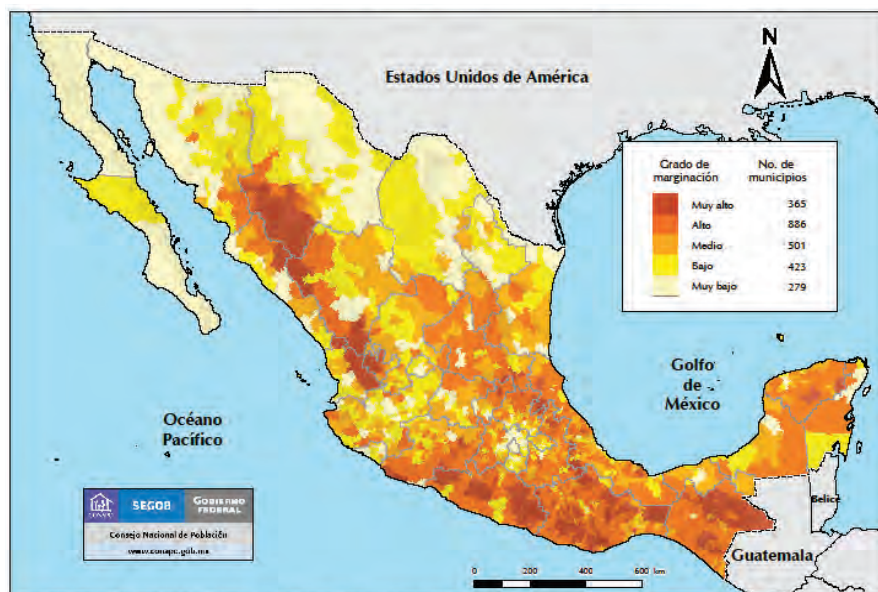 Estados Unidos de América
N
Grado de
marginación
No. de
municipios
Muy alto 365
Alto 886
Medio 501
Bajo 423
Muy bajo 279
Golfo
de
México
Océano
Pacífico
CONAPO
SEGOB
GOBIERNO
FEDERAL
Consejo Nacional de Población
www.conapo.gob.mx
Belice
Guatemala
0 200 400 600 km